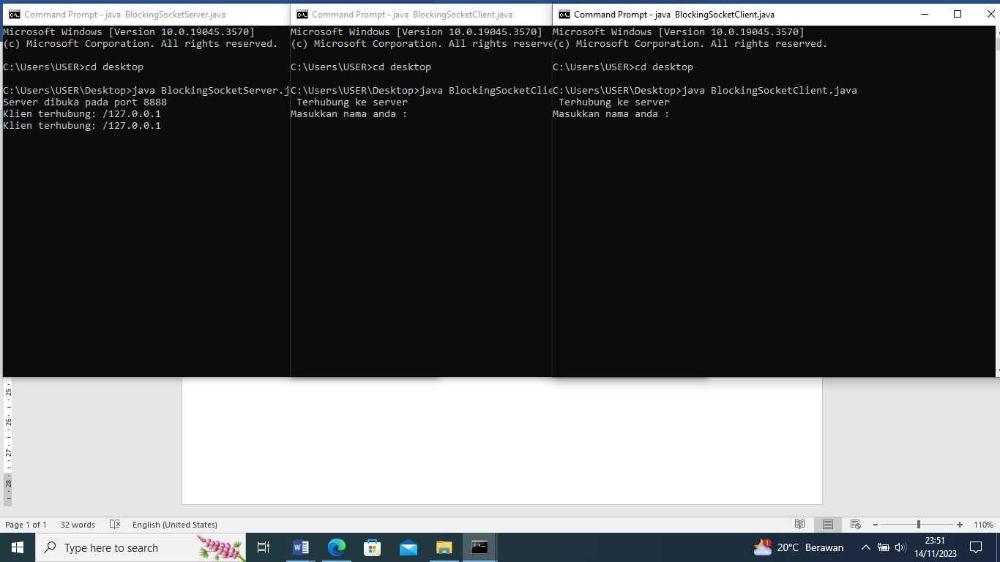 Command Prompt - java BlockingSocketServer.java
Microsoft Windows [Version 10.0.19045.3570]
(c) Microsoft Corporation. All rights reserved.
C:\Users\USER>cd desktop
C:\Users\USER\Desktop>java BlockingSocketServer.j
Server dibuka pada port 8888
Klien terhubung: /127.0.0.1
Klien terhubung: /127.0.0.1
Command Prompt - java BlockingSocketClient.java
Microsoft Windows [Version 10.0.19045.3570]
(c) Microsoft Corporation. All rights reserve
C:\Users\USER>cd desktop
C:\Users\USER\Desktop>java BlockingSocketClie
Terhubung ke server
Masukkan nama anda :
Command Prompt - java BlockingSocketClient.java
Microsoft Windows [Version 10.0.19045.3570]
(c) Microsoft Corporation. All rights reserved.
C:\Users\USER>cd desktop
C:\Users\USER\Desktop>java BlockingSocketClient.java
Terhubung ke server
Masukkan nama anda :
25
26
27
28
Page 1 of 1 32 words English (United States) 110%
Type here to search
1
20°C Berawan
23:51
14/11/2023